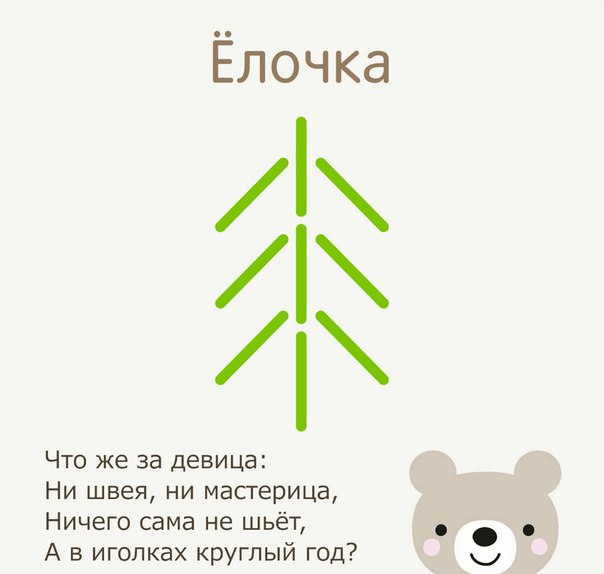 Ёлочка
Что же за девица:
Ни швея, ни мастерица,
Ничего сама не шьёт,
А в иголках круглый год?